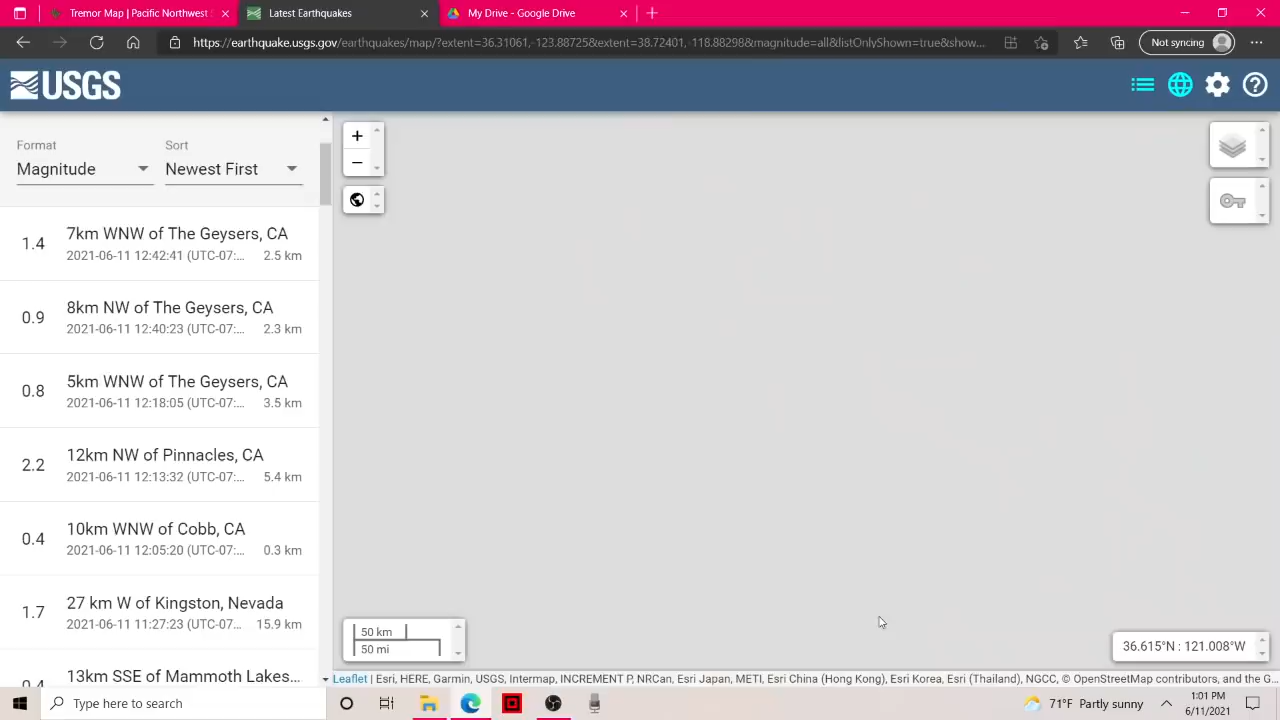 Tremor Map | Pacific Northwest
Latest Earthquakes
My Drive - Google Drive
https://earthquake.usgs.gov/earthquakes/map/?extent=36.31061,-123.88725&extent=38.72401,-118.88298&magnitude=all&listOnlyShown=true&show...
Not syncing
USGS
Format
Sort
Magnitude
Newest First
1.4
7km WNW of The Geysers, CA
2021-06-11 12:42:41 (UTC-07:...
2.5 km
0.9
8km NW of The Geysers, CA
2021-06-11 12:40:23 (UTC-07:...
2.3 km
0.8
5km WNW of The Geysers, CA
2021-06-11 12:18:05 (UTC-07:...
3.5 km
2.2
12km NW of Pinnacles, CA
2021-06-11 12:13:32 (UTC-07:...
5.4 km
0.4
10km WNW of Cobb, CA
2021-06-11 12:05:20 (UTC-07:...
0.3 km
1.7
27 km W of Kingston, Nevada
2021-06-11 11:27:23 (UTC-07...
15.9 km
13km SSE of Mammoth Lakes...
50 km
50 mi
36.615°N : 121.008°W
Leaflet | Esri, HERE, Garmin, USGS, Intermap, INCREMENT P, NRCan, Esri Japan, METI, Esri China (Hong Kong), Esri Korea, Esri (Thailand), NGCC, © OpenStreetMap contributors, and the G...
Type here to search
71°F Partly sunny
1:01 PM
6/11/2021